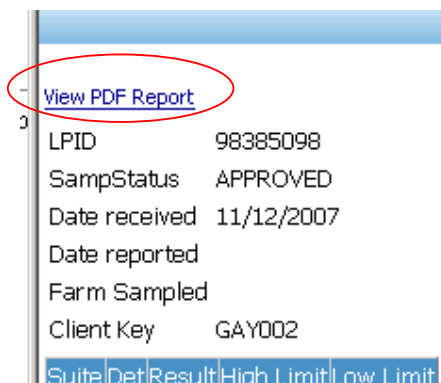 View PDF Report
LPID 98385098
SampStatus APPROVED
Date received 11/12/2007
Date reported
Farm Sampled
Client Key GAY002
Suite Det Result High Limit Low Limit